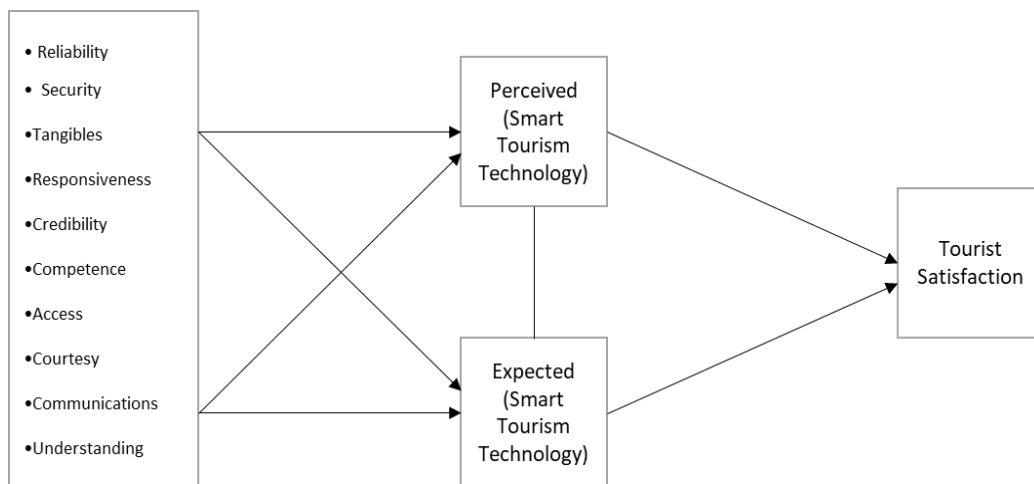 • Reliability
• Security
•Tangibles
•Responsiveness
•Credibility
•Competence
•Access
•Courtesy
•Communications
•Understanding
Perceived
(Smart
Tourism
Technology)
Expected
(Smart
Tourism
Technology)
Tourist
Satisfaction